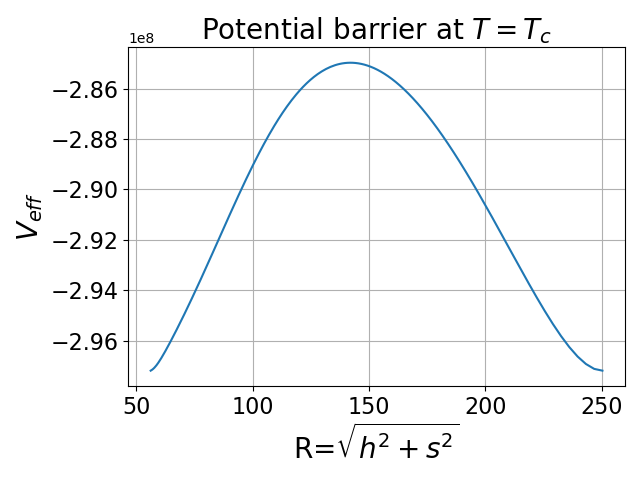 Potential barrier at T = T_c
1e8
−2.86
−2.88
−2.90
−2.92
−2.94
−2.96
V_eff
50 100 150 200 250
R=√h² + s²